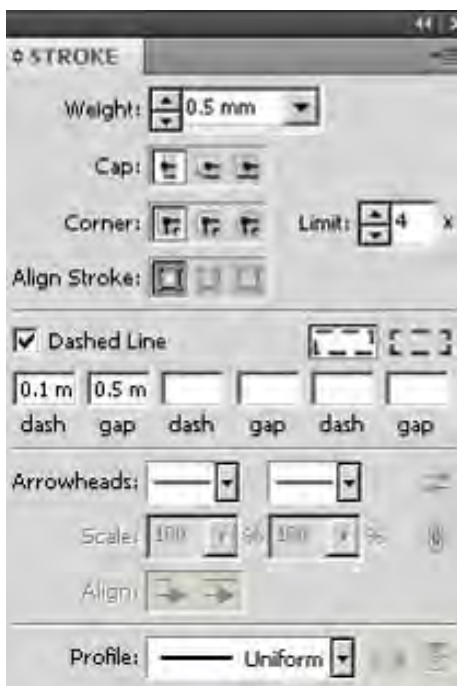 STROKE
Weight: 0.5 mm
Cap:
Corner: Limit: 4 x
Align Stroke:
Dashed Line
0.1 m 0.5 m
dash gap dash gap dash gap
Arrowheads:
Scale: 100 % 100 %
Align:
Profile: Uniform